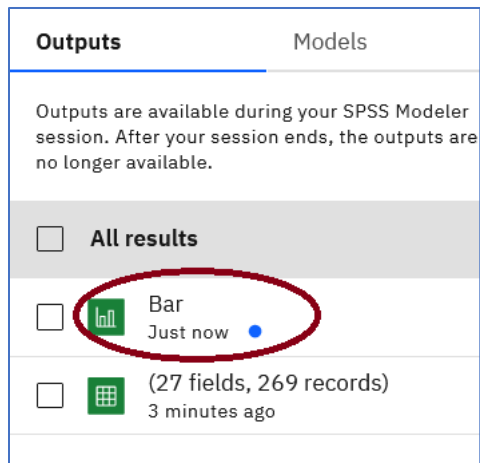 Outputs Models
Outputs are available during your SPSS Modeler
session. After your session ends, the outputs are
no longer available.
All results
Bar
Just now
(27 fields, 269 records)
3 minutes ago